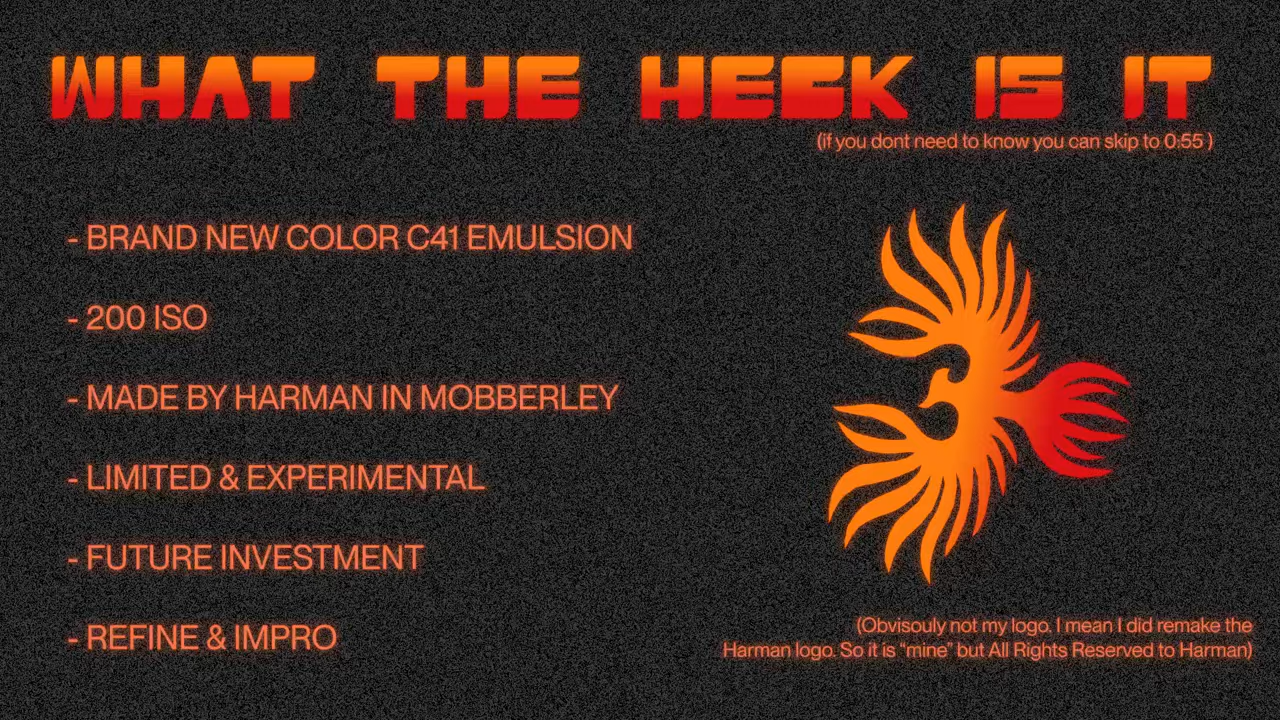 WHAT THE HECK IS IT
(if you dont need to know you can skip to 0:55 )
- BRAND NEW COLOR C41 EMULSION
- 200 ISO
- MADE BY HARMAN IN MOBBERLEY
- LIMITED & EXPERIMENTAL
- FUTURE INVESTMENT
- REFINE & IMPRO
(Obvisouly not my logo. I mean I did remake the
Harman logo. So it is “mine” but All Rights Reserved to Harman)